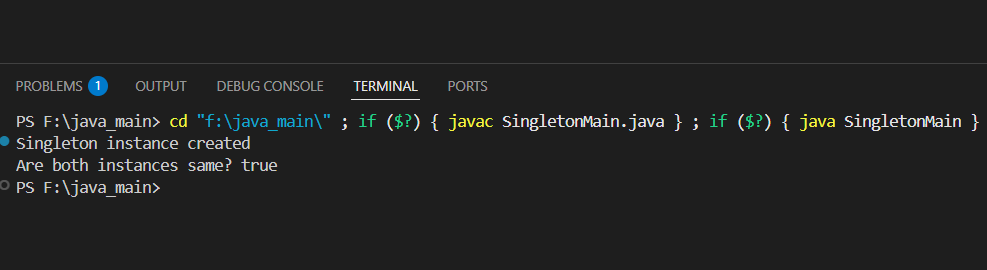 PROBLEMS 1 OUTPUT DEBUG CONSOLE TERMINAL PORTS
PS F:\java_main> cd "f:\java_main\" ; if ($?) { javac SingletonMain.java } ; if ($?) { java SingletonMain }
Singleton instance created
Are both instances same? true
PS F:\java_main>